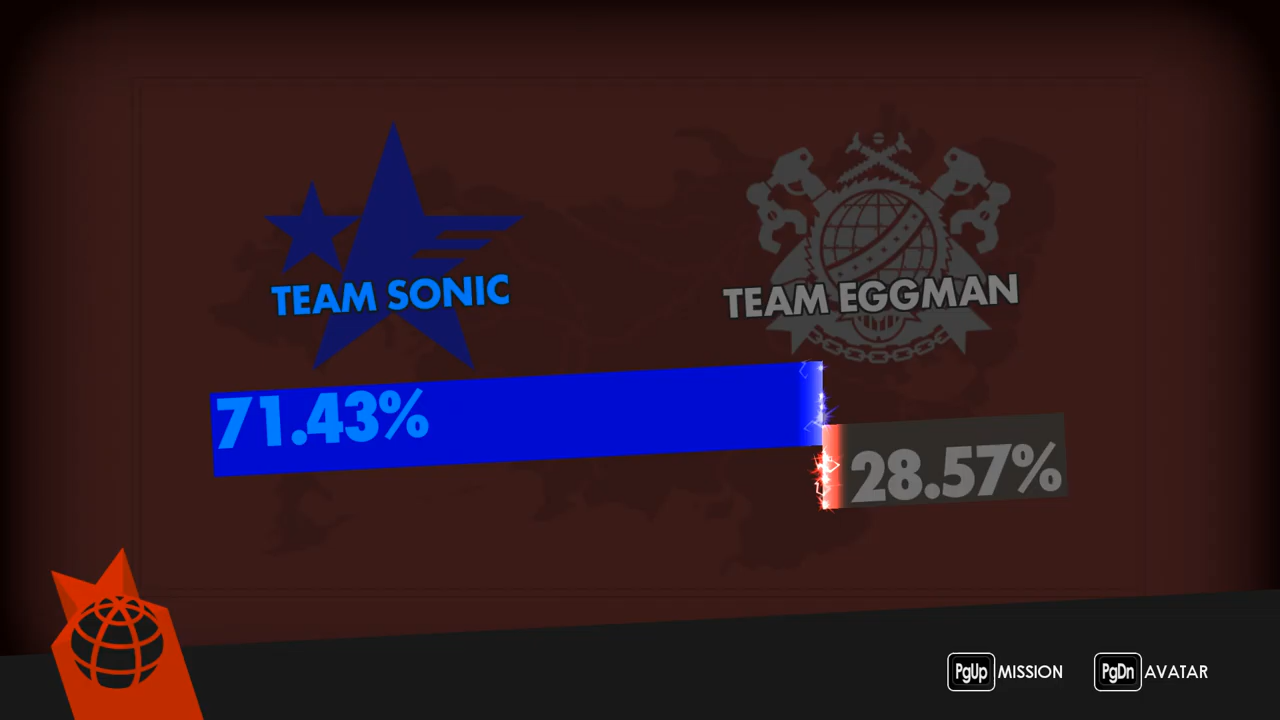 TEAM SONIC
TEAM EGGMAN
71.43%
28.57%
PgUp MISSION
PgDn AVATAR